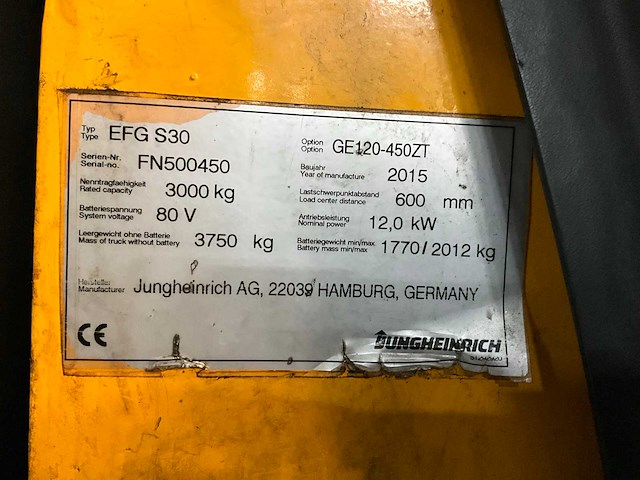 Typ
Type EFG S30
Option
Option GE120-450ZT
Serien-Nr.
Serial-no. FN500450
Baujahr
Year of manufacture 2015
Nenntragfaehigkeit
Rated capacity 3000 kg
Lastschwerpunktabstand
Load center distance 600 mm
Batteriespannung
System voltage 80 V
Antriebsleistung
Nominal power 12,0 kW
Leergewicht ohne Batterie
Mass of truck without battery 3750 kg
Batteriegewicht min/max
Battery mass min/max 1770 / 2012 kg
Hersteller
Manufacturer Jungheinrich AG, 22039 HAMBURG, GERMANY
CE
JUNGHEINRICH